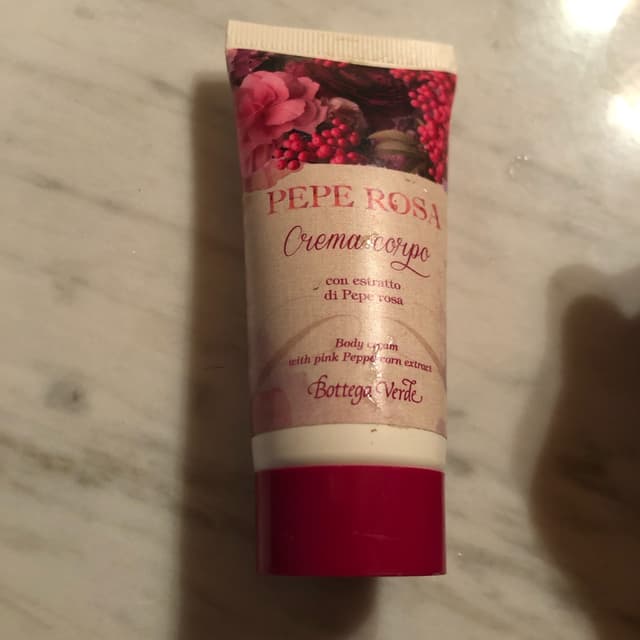 PEPE ROSA
Crema corpo
con estratto
di Pepe rosa
Body cream
with pink Peppercorn extract
Bottega Verde